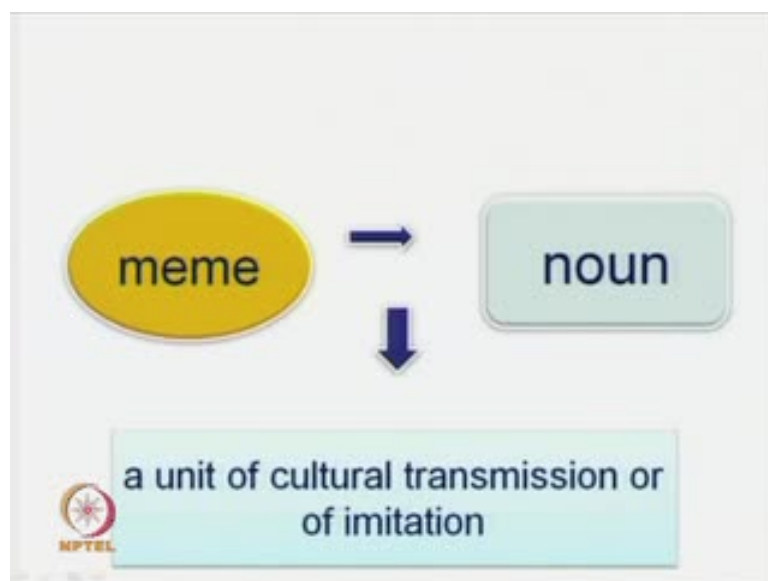 meme
noun
a unit of cultural transmission or
of imitation
NPTEL